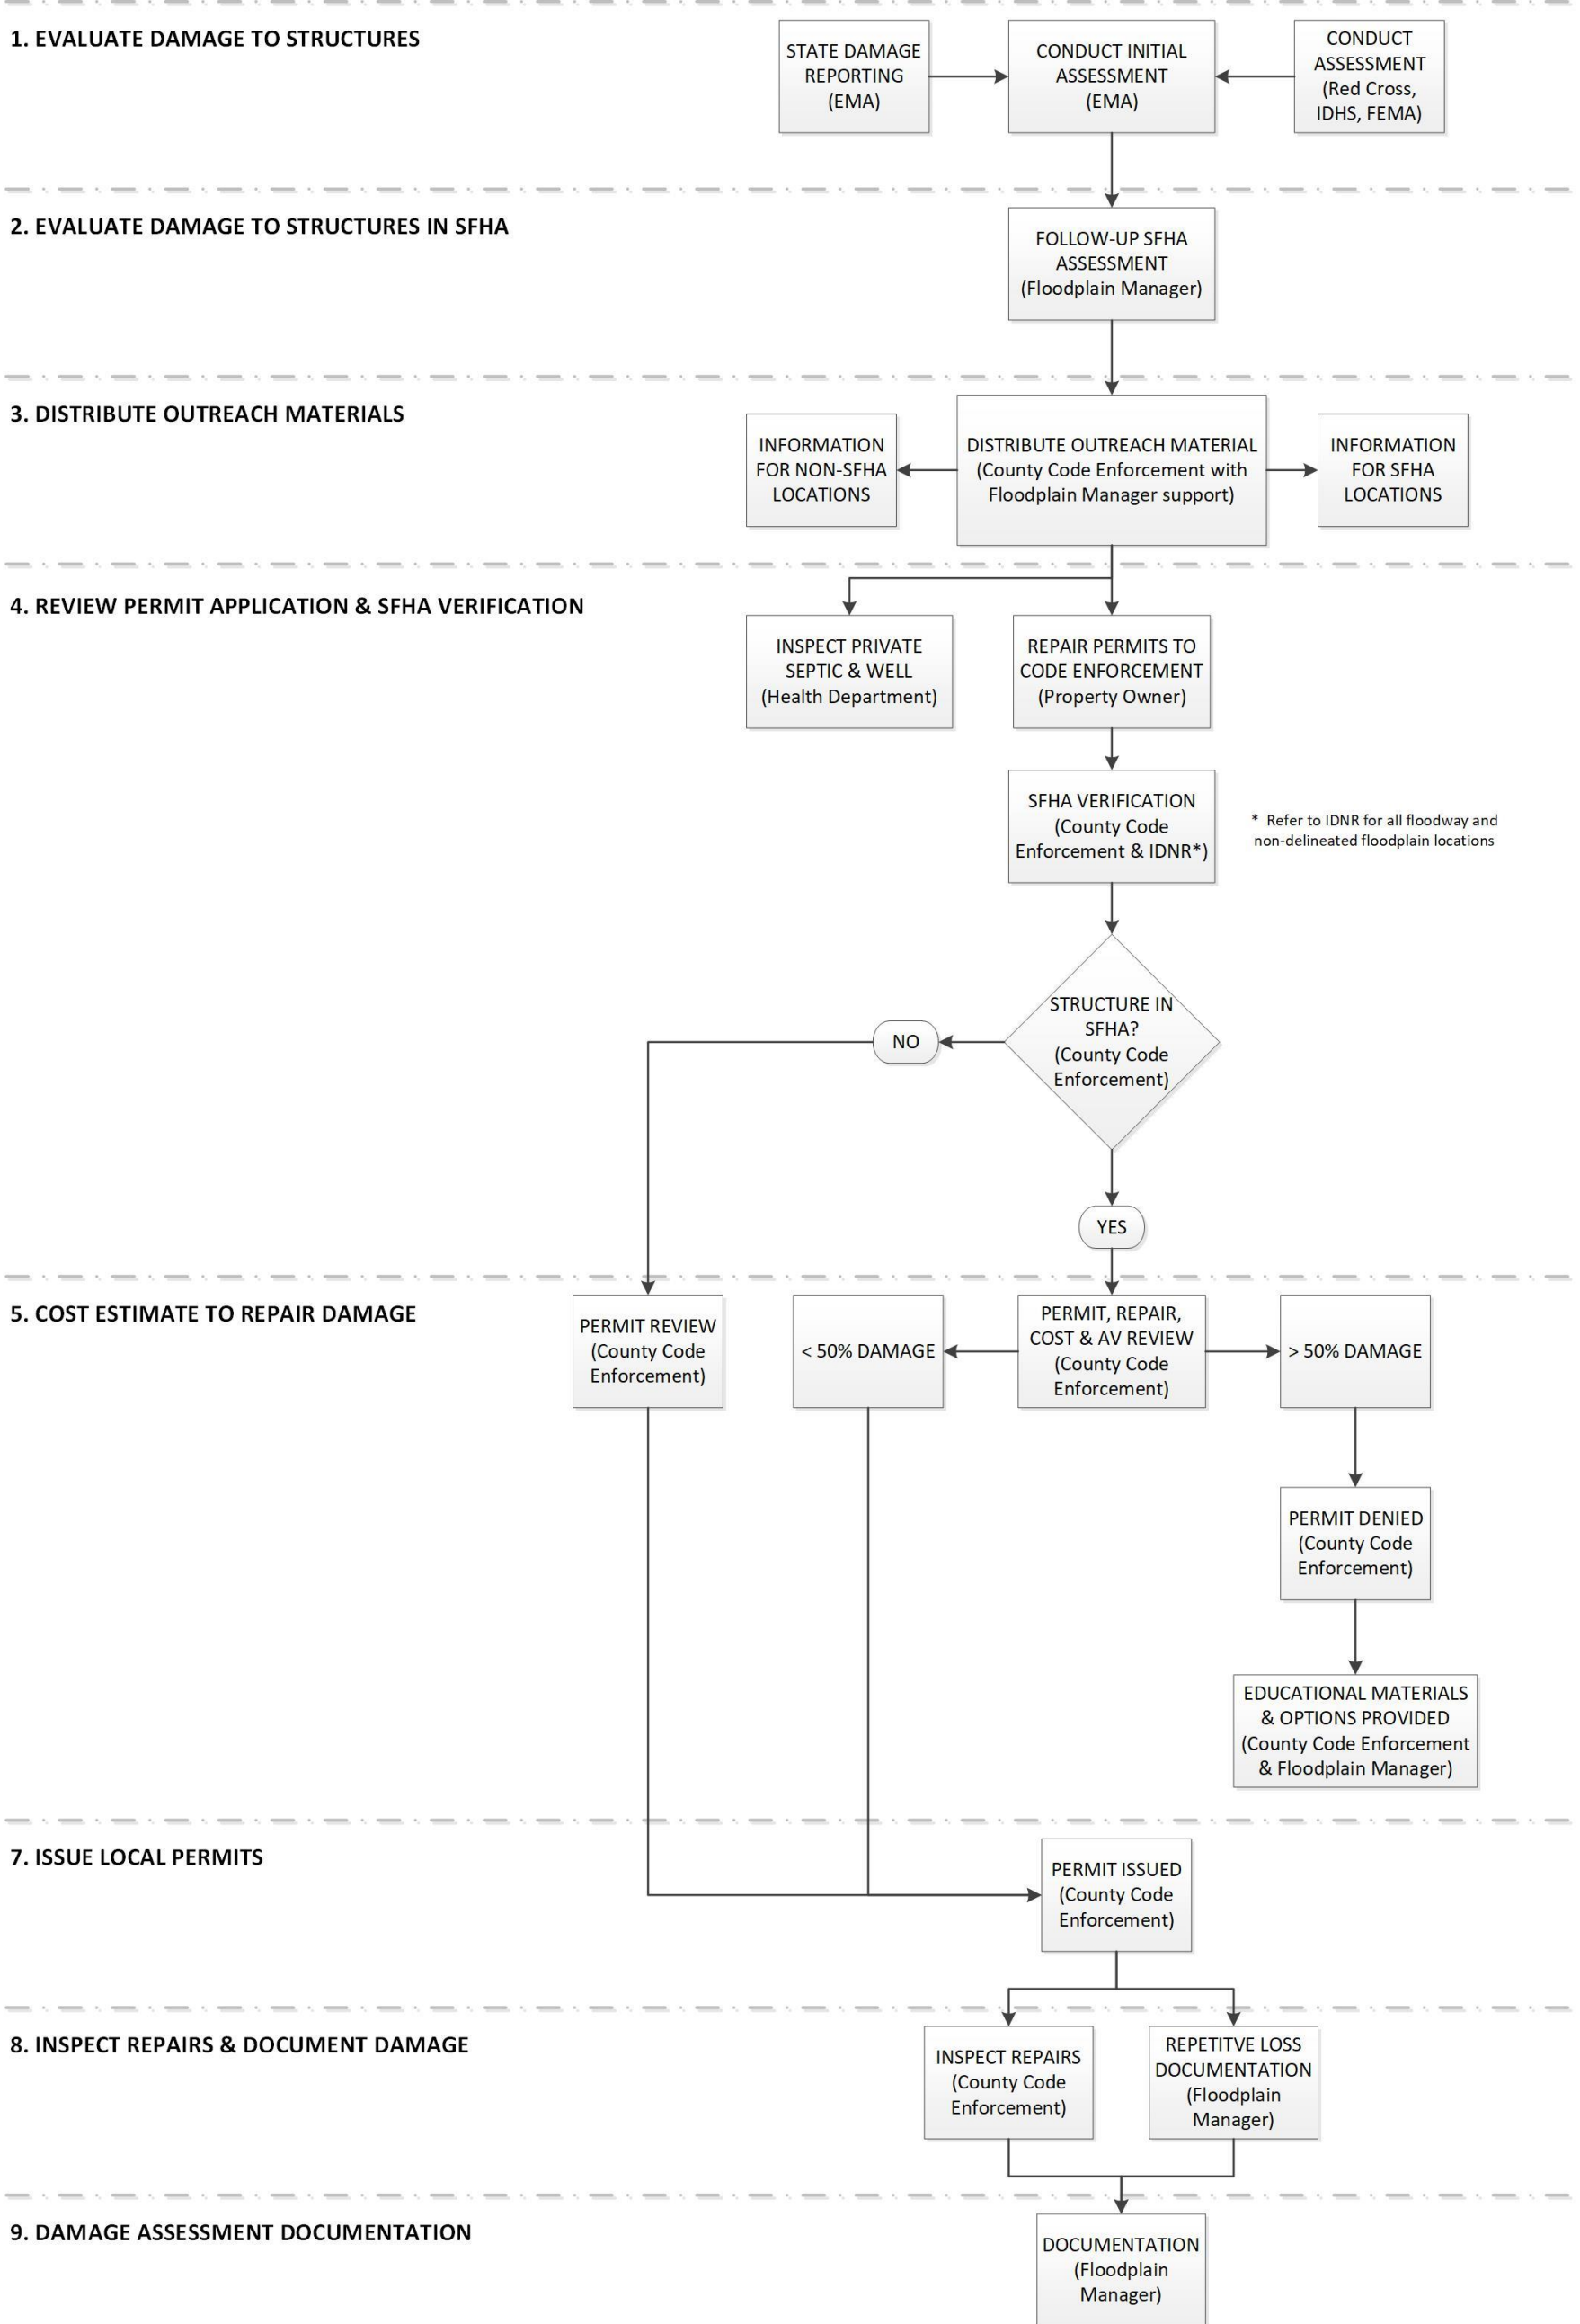 1. EVALUATE DAMAGE TO STRUCTURES
STATE DAMAGE
REPORTING
(EMA)
CONDUCT INITIAL
ASSESSMENT
(EMA)
CONDUCT
ASSESSMENT
(Red Cross,
IDHS, FEMA)
2. EVALUATE DAMAGE TO STRUCTURES IN SFHA
FOLLOW-UP SFHA
ASSESSMENT
(Floodplain Manager)
3. DISTRIBUTE OUTREACH MATERIALS
INFORMATION
FOR NON-SFHA
LOCATIONS
DISTRIBUTE OUTREACH MATERIAL
(County Code Enforcement with
Floodplain Manager support)
INFORMATION
FOR SFHA
LOCATIONS
4. REVIEW PERMIT APPLICATION & SFHA VERIFICATION
INSPECT PRIVATE
SEPTIC & WELL
(Health Department)
REPAIR PERMITS TO
CODE ENFORCEMENT
(Property Owner)
SFHA VERIFICATION
(County Code
Enforcement & IDNR*)
* Refer to IDNR for all floodway and
non-delineated floodplain locations
STRUCTURE IN
SFHA?
(County Code
Enforcement)
NO
YES
5. COST ESTIMATE TO REPAIR DAMAGE
PERMIT REVIEW
(County Code
Enforcement)
< 50% DAMAGE
PERMIT, REPAIR,
COST & AV REVIEW
(County Code
Enforcement)
> 50% DAMAGE
PERMIT DENIED
(County Code
Enforcement)
EDUCATIONAL MATERIALS
& OPTIONS PROVIDED
(County Code Enforcement
& Floodplain Manager)
7. ISSUE LOCAL PERMITS
PERMIT ISSUED
(County Code
Enforcement)
8. INSPECT REPAIRS & DOCUMENT DAMAGE
INSPECT REPAIRS
(County Code
Enforcement)
REPETITVE LOSS
DOCUMENTATION
(Floodplain
Manager)
9. DAMAGE ASSESSMENT DOCUMENTATION
DOCUMENTATION
(Floodplain
Manager)